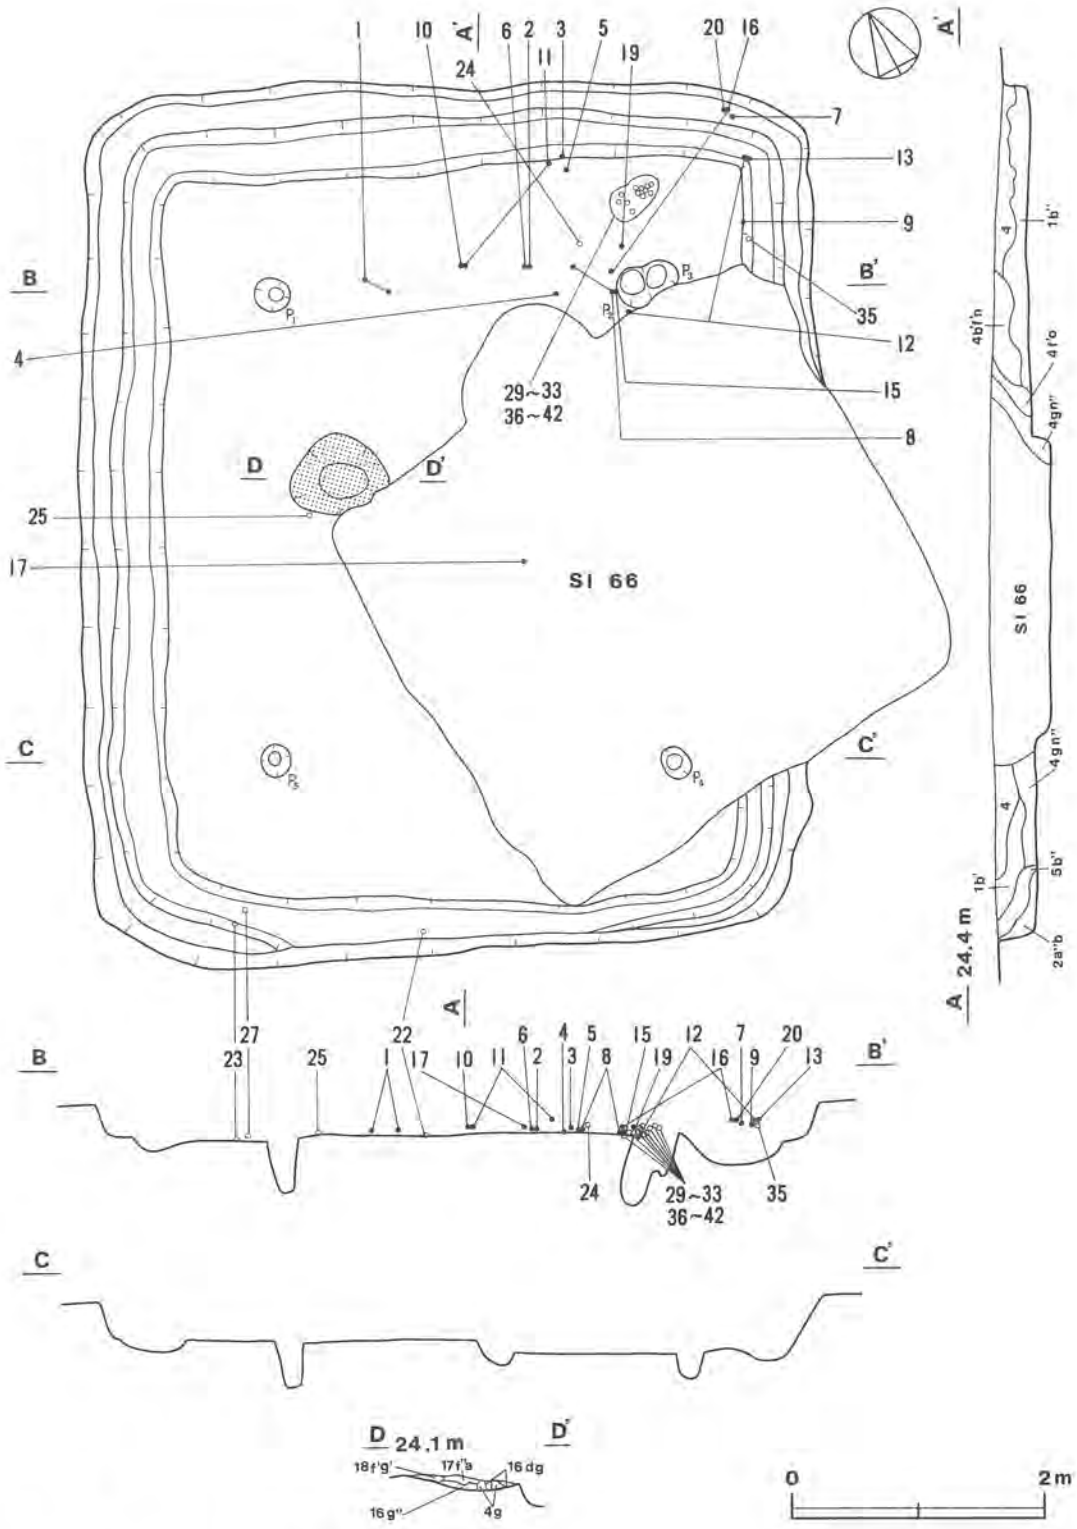 1 10 A' 6 2 3 5 20 16 A'
11
24 19
7
13
9
1b''
4
B P₁ P₃ B'
35
P₂
4b'f'n
4f'o
12
4
29~33
36~42
15
4gn''
8
D D'
25
17
SI 66
SI 66
C C'
P₅ P₄
4gn''
4
5b''
1b'
2a''b
A 24.4m
A
27 22
6 4 5 15 12 7 20
B 23 25 1 17 10 11 2 3 8 19 16 9 13 B'
24 29~33 35
36~42
C C'
D 24.1m D'
18f'g' 17f''a 16dg
16g'' 4g
0 2m